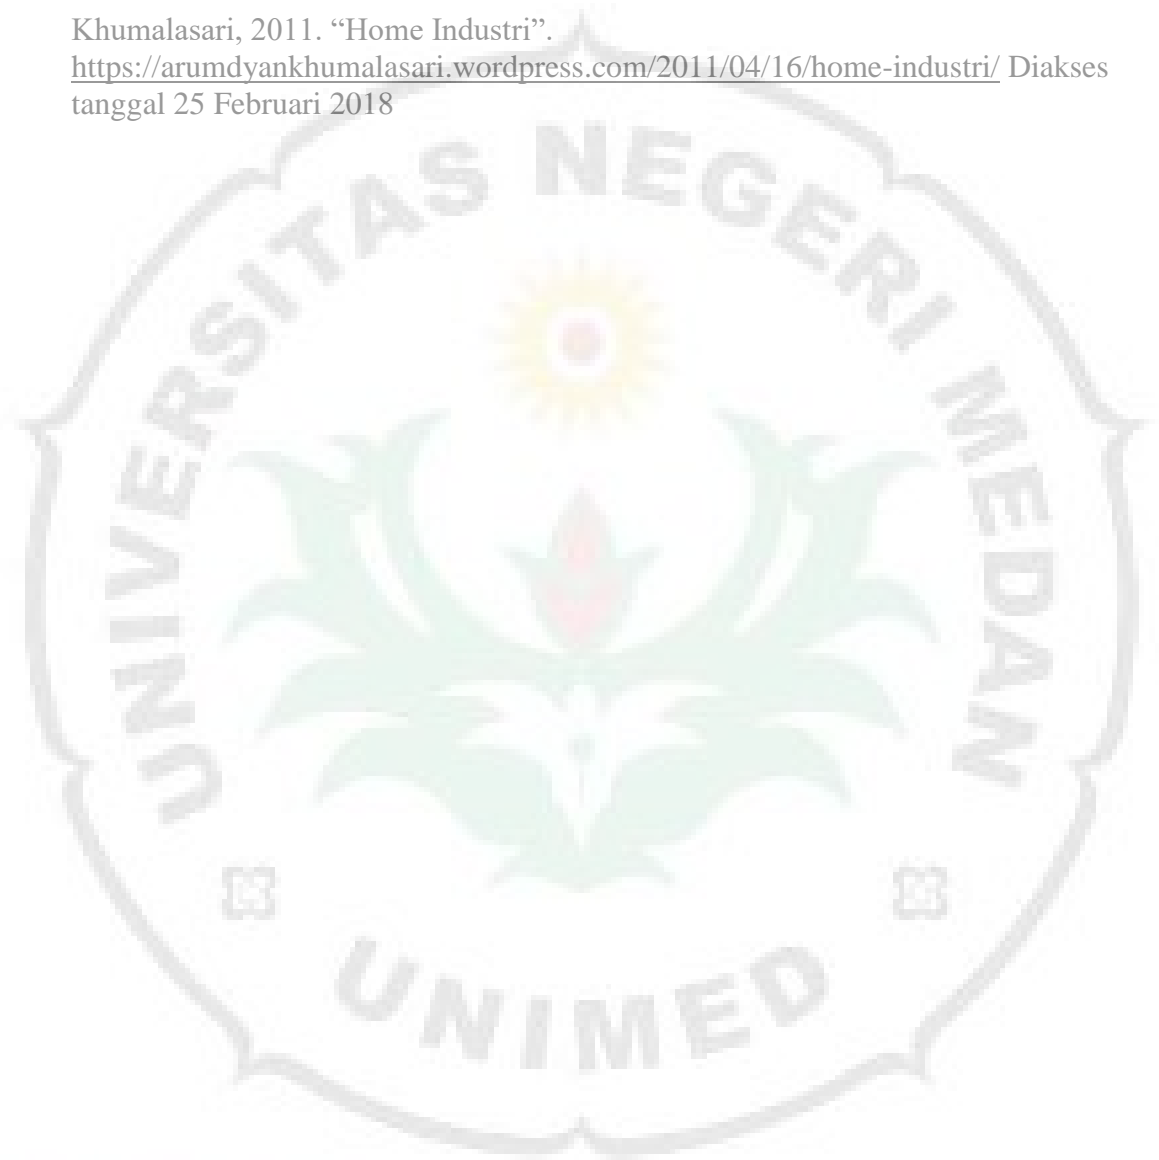 Khumalasari, 2011. “Home Industri”.
https://arumdyankhumalasari.wordpress.com/2011/04/16/home-industri/ Diakses
tanggal 25 Februari 2018
UNIVERSITAS NEGERI MEDAN
UNIMED